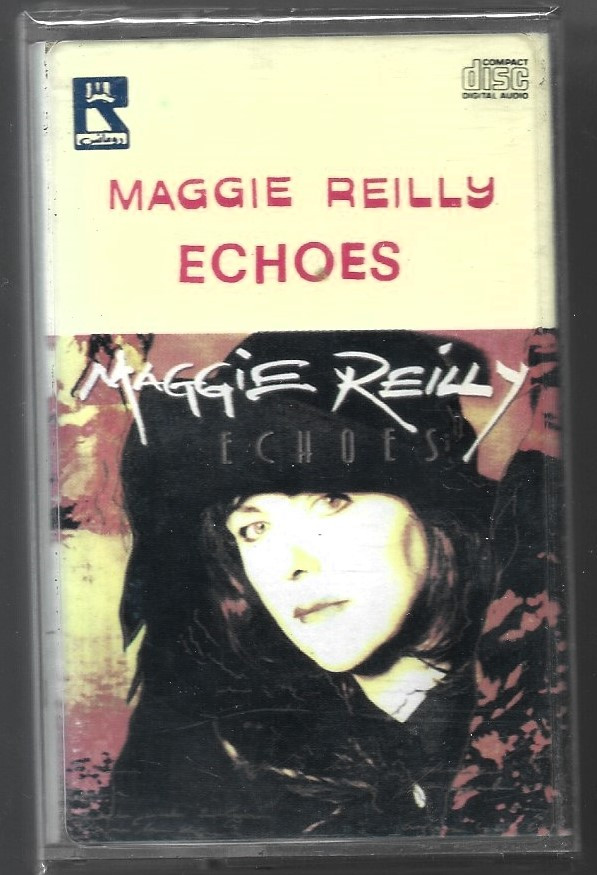 COMPACT
disc
DIGITAL AUDIO
MAGGIE REILLY
ECHOES
MAGGIE REILLY
ECHOES